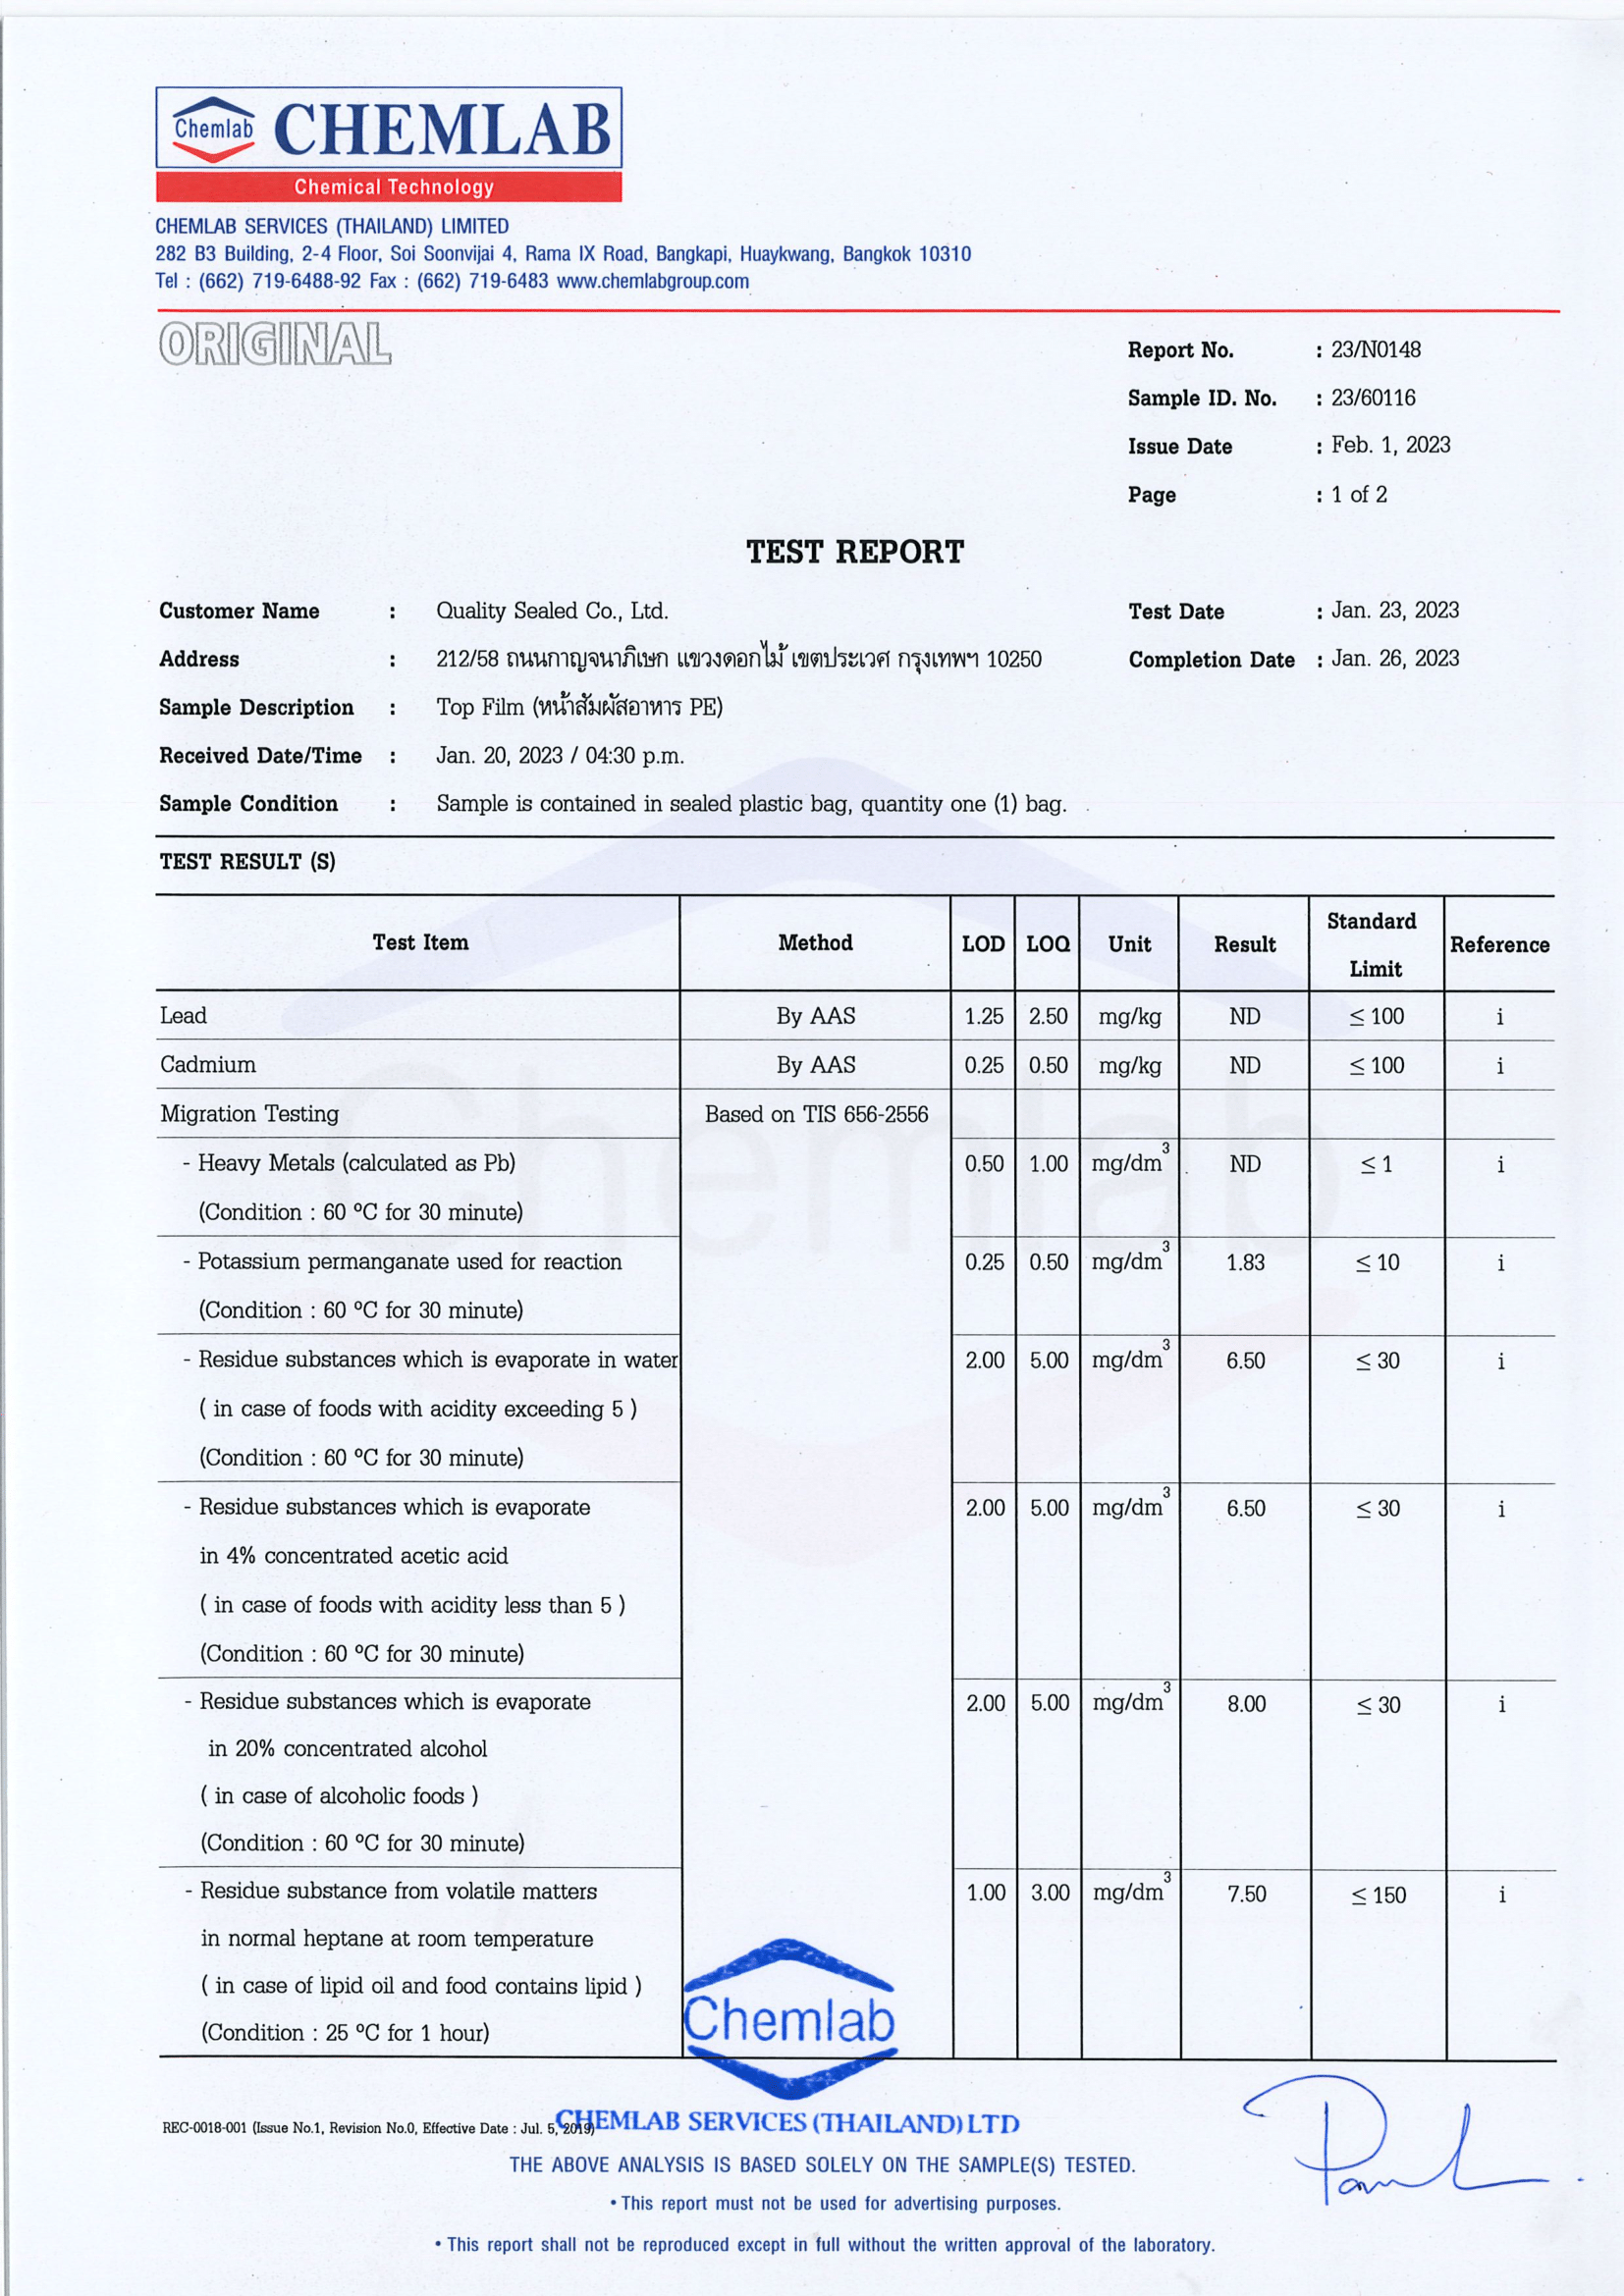 Chemlab CHEMLAB
Chemical Technology
CHEMLAB SERVICES (THAILAND) LIMITED
282 B3 Building, 2-4 Floor, Soi Soonvijai 4, Rama IX Road, Bangkapi, Huaykwang, Bangkok 10310
Tel : (662) 719-6488-92 Fax : (662) 719-6483 www.chemlabgroup.com
ORIGINAL
Report No. : 23/N0148
Sample ID. No. : 23/60116
Issue Date : Feb. 1, 2023
Page : 1 of 2
TEST REPORT
Customer Name : Quality Sealed Co., Ltd. Test Date : Jan. 23, 2023
Address : 212/58 ถนนกาญจนาภิเษก แขวงดอกไม้ เขตประเวศ กรุงเทพฯ 10250 Completion Date : Jan. 26, 2023
Sample Description : Top Film (หน้าสัมผัสอาหาร PE)
Received Date/Time : Jan. 20, 2023 / 04:30 p.m.
Sample Condition : Sample is contained in sealed plastic bag, quantity one (1) bag.
TEST RESULT (S)
Test Item Method LOD LOQ Unit Result Standard Limit Reference
Lead By AAS 1.25 2.50 mg/kg ND ≤ 100 i
Cadmium By AAS 0.25 0.50 mg/kg ND ≤ 100 i
Migration Testing Based on TIS 656-2556
- Heavy Metals (calculated as Pb) 0.50 1.00 mg/dm³ ND ≤ 1 i
(Condition : 60 ºC for 30 minute)
- Potassium permanganate used for reaction 0.25 0.50 mg/dm³ 1.83 ≤ 10 i
(Condition : 60 ºC for 30 minute)
- Residue substances which is evaporate in water 2.00 5.00 mg/dm³ 6.50 ≤ 30 i
( in case of foods with acidity exceeding 5 )
(Condition : 60 ºC for 30 minute)
- Residue substances which is evaporate 2.00 5.00 mg/dm³ 6.50 ≤ 30 i
in 4% concentrated acetic acid
( in case of foods with acidity less than 5 )
(Condition : 60 ºC for 30 minute)
- Residue substances which is evaporate 2.00 5.00 mg/dm³ 8.00 ≤ 30 i
in 20% concentrated alcohol
( in case of alcoholic foods )
(Condition : 60 ºC for 30 minute)
- Residue substance from volatile matters 1.00 3.00 mg/dm³ 7.50 ≤ 150 i
in normal heptane at room temperature
( in case of lipid oil and food contains lipid )
(Condition : 25 ºC for 1 hour)
Chemlab
CHEMLAB SERVICES (THAILAND) LTD
REC-0018-001 (Issue No.1, Revision No.0, Effective Date : Jul. 5, 2019)
THE ABOVE ANALYSIS IS BASED SOLELY ON THE SAMPLE(S) TESTED.
• This report must not be used for advertising purposes.
• This report shall not be reproduced except in full without the written approval of the laboratory.